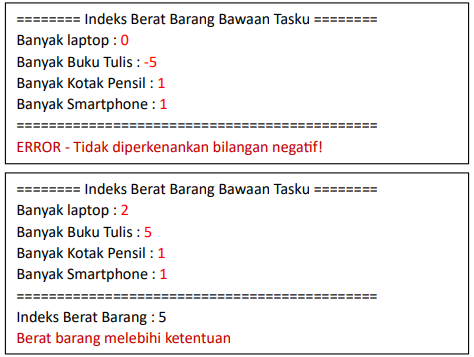 ======== Indeks Berat Barang Bawaan Tasku ========
Banyak laptop : 0
Banyak Buku Tulis : -5
Banyak Kotak Pensil : 1
Banyak Smartphone : 1
=============================================
ERROR - Tidak diperkenankan bilangan negatif!
======== Indeks Berat Barang Bawaan Tasku ========
Banyak laptop : 2
Banyak Buku Tulis : 5
Banyak Kotak Pensil : 1
Banyak Smartphone : 1
=============================================
Indeks Berat Barang : 5
Berat barang melebihi ketentuan